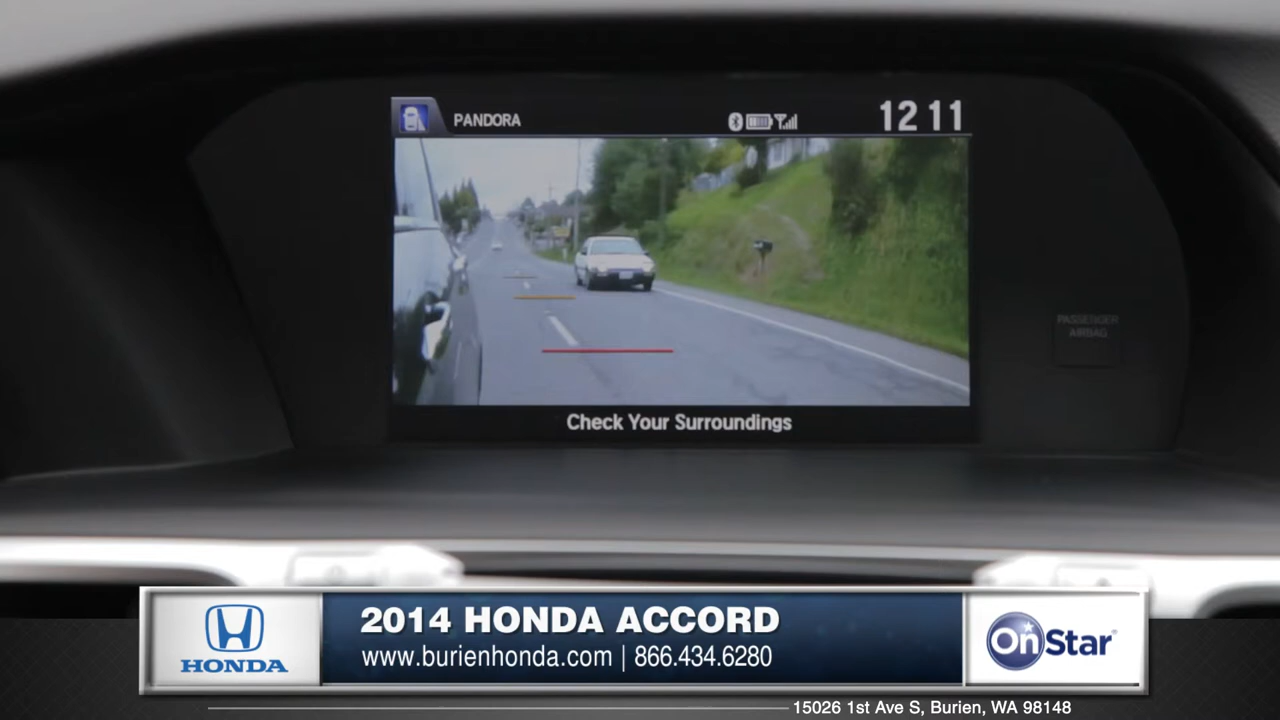 PANDORA
12 11
Check Your Surroundings
PASSENGER
AIRBAG
HONDA
2014 HONDA ACCORD
www.burienhonda.com | 866.434.6280
OnStar®
15026 1st Ave S, Burien, WA 98148